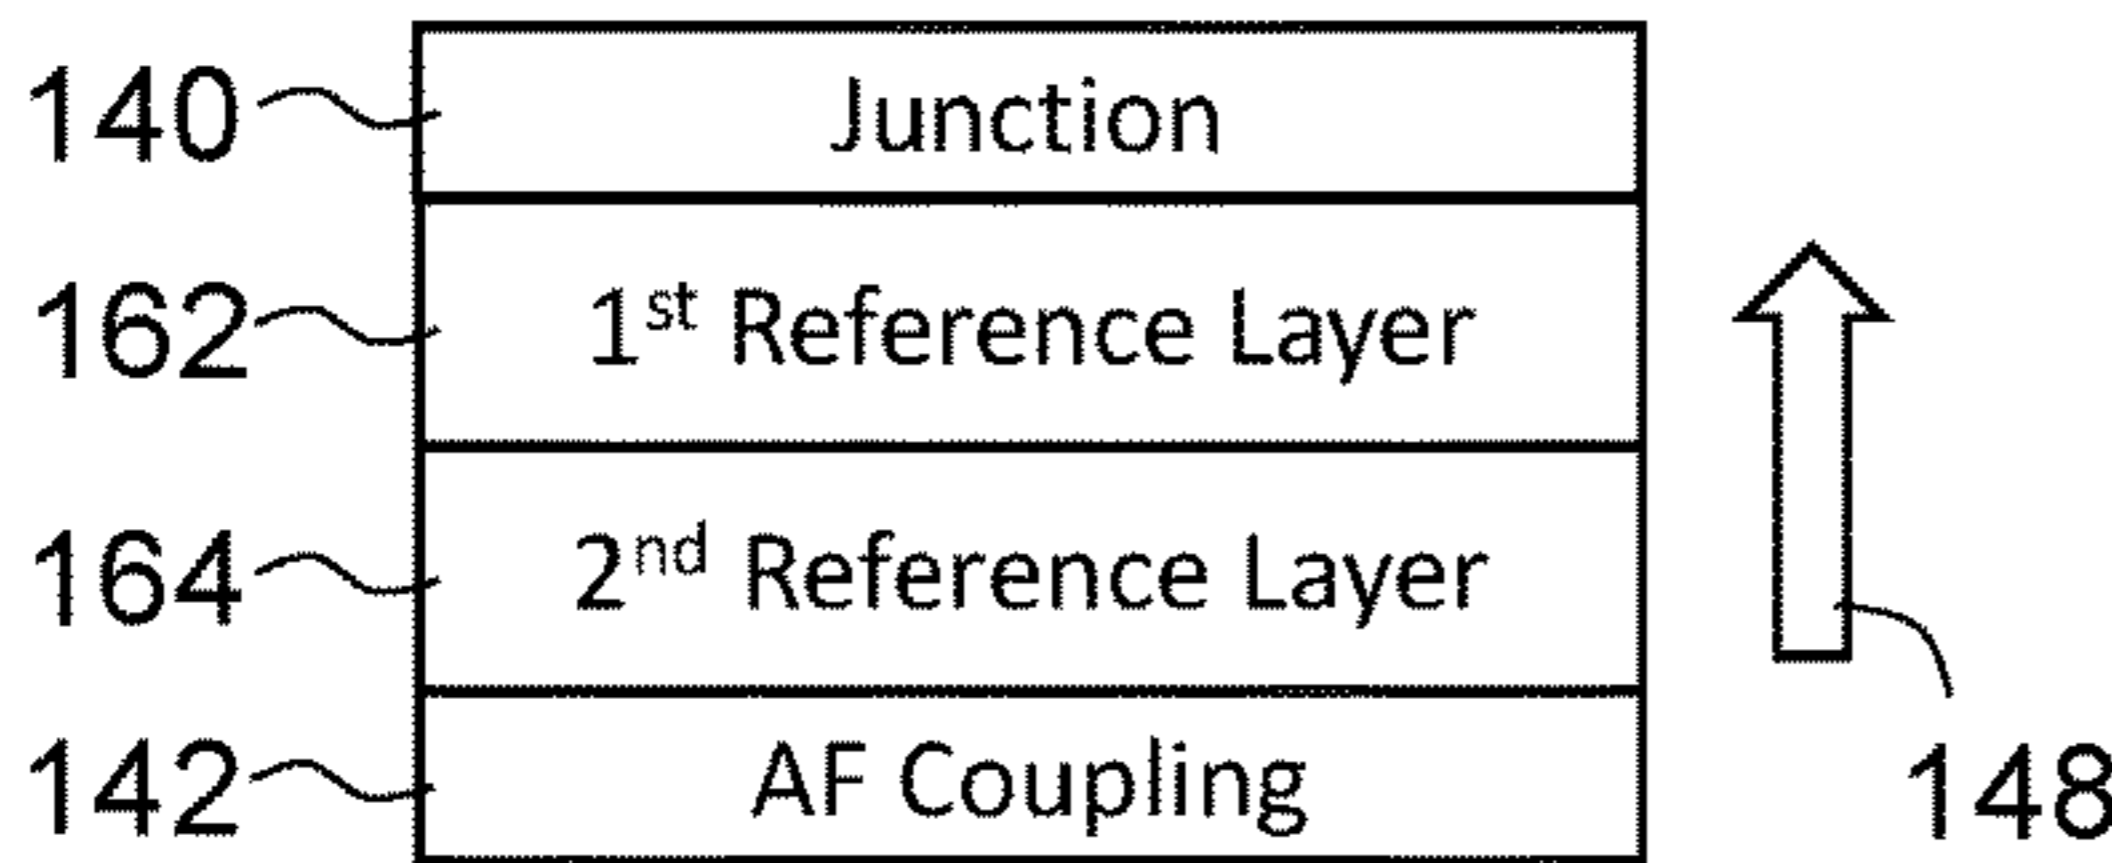 140 Junction
162 1st Reference Layer
164 2nd Reference Layer
142 AF Coupling 148